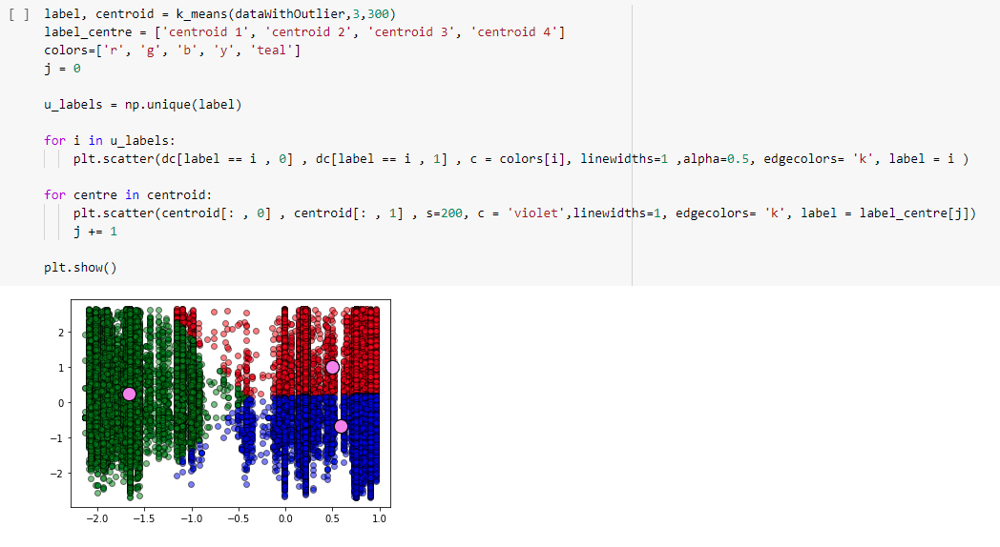 [ ] label, centroid = k_means(dataWithOutlier,3,300)
label_centre = ['centroid 1', 'centroid 2', 'centroid 3', 'centroid 4']
colors=['r', 'g', 'b', 'y', 'teal']
j = 0
u_labels = np.unique(label)
for i in u_labels:
plt.scatter(dc[label == i , 0] , dc[label == i , 1] , c = colors[i], linewidths=1 ,alpha=0.5, edgecolors= 'k', label = i )
for centre in centroid:
plt.scatter(centroid[: , 0] , centroid[: , 1] , s=200, c = 'violet',linewidths=1, edgecolors= 'k', label = label_centre[j])
j += 1
plt.show()
2
1
0
−1
−2
−2.0 −1.5 −1.0 −0.5 0.0 0.5 1.0